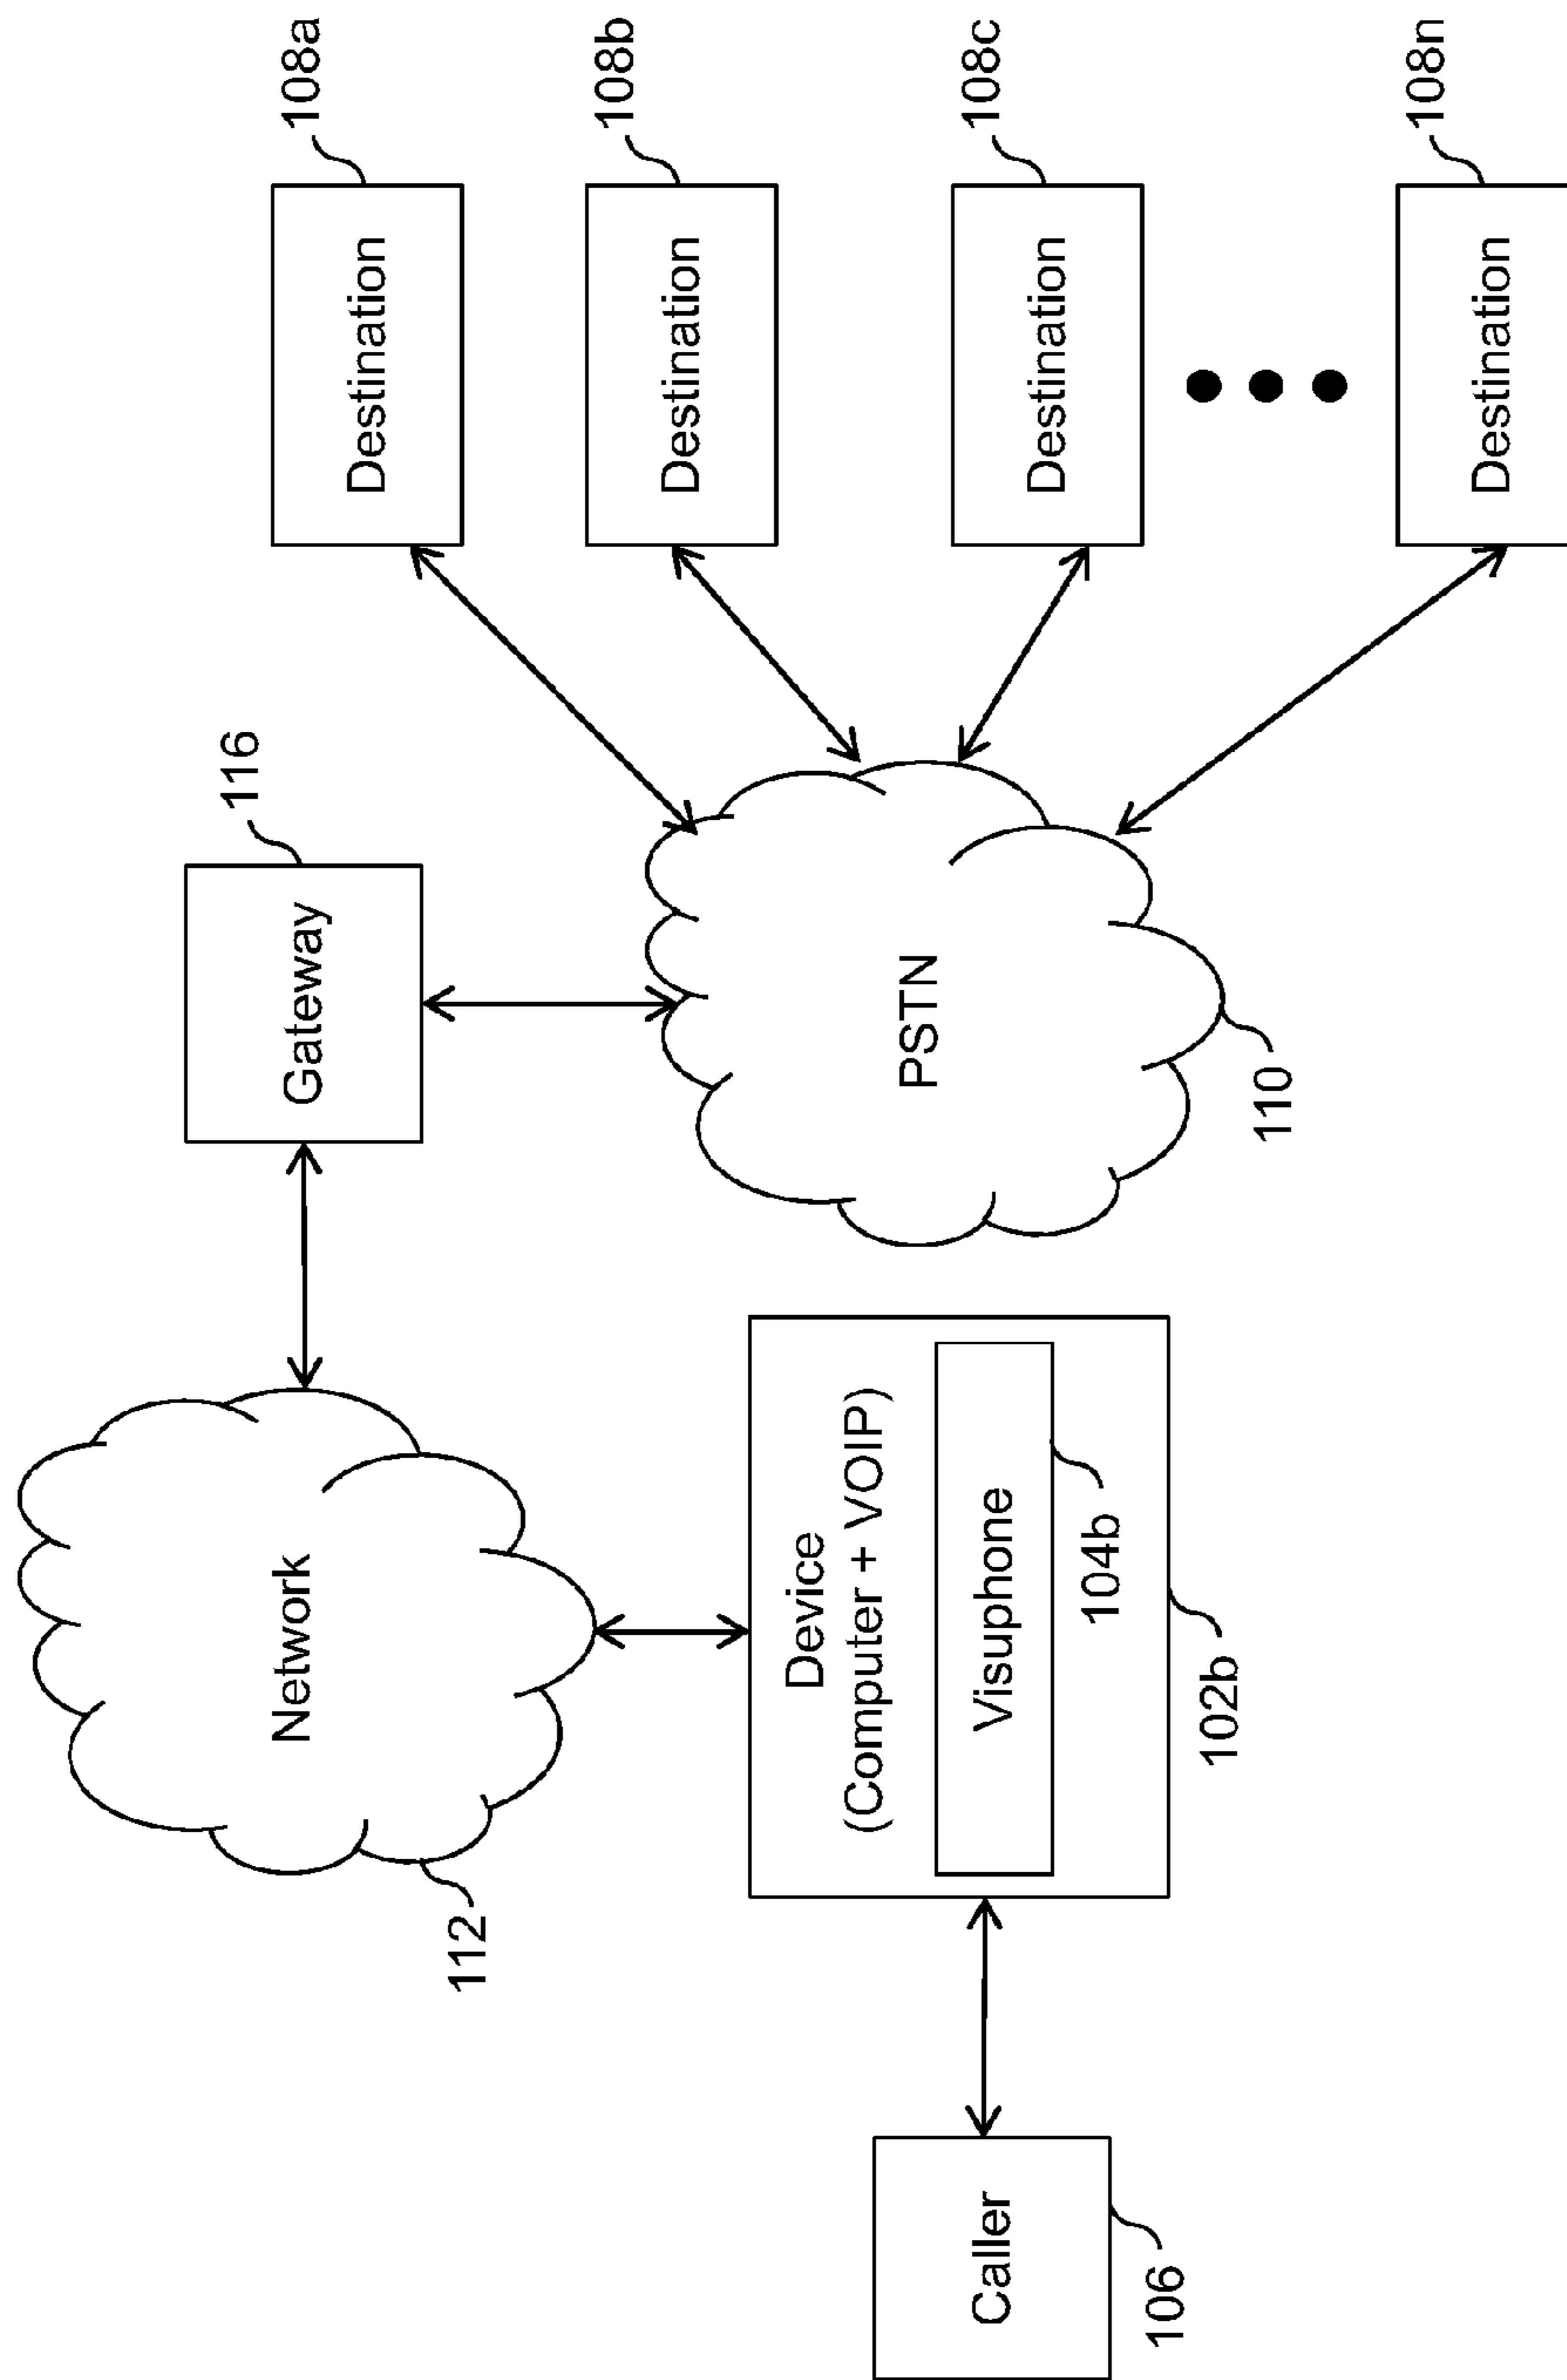 Network
112
Gateway
116
Destination
108a
Destination
108b
Destination
108c
Destination
108n
PSTN
110
Device
(Computer + VOIP)
Visuphone
104b
102b
Caller
106